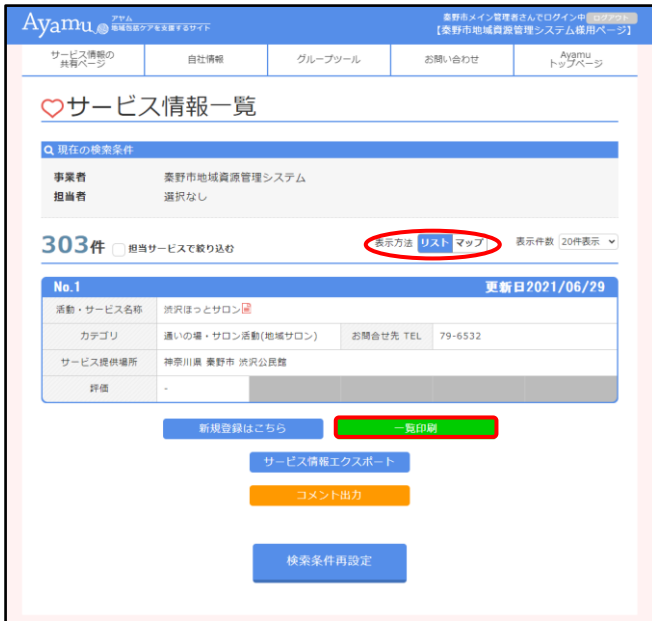 Ayamu アヤム 地域包括ケアを支援するサイト
秦野市メイン管理者さんでログイン中 ログアウト
【秦野市地域資源管理システム様用ページ】
サービス情報の共有ページ
自社情報
グループツール
お問い合わせ
Ayamuトップページ
サービス情報一覧
現在の検索条件
事業者 秦野市地域資源管理システム
担当者 選択なし
303件 担当サービスで絞り込む 表示方法 リスト マップ 表示件数 20件表示
No.1 更新日2021/06/29
活動・サービス名称 渋沢ほっとサロン
カテゴリ 通いの場・サロン活動(地域サロン) お問合せ先 TEL 79-6532
サービス提供場所 神奈川県 秦野市 渋沢公民館
評価 -
新規登録はこちら 一覧印刷
サービス情報エクスポート
コメント出力
検索条件再設定